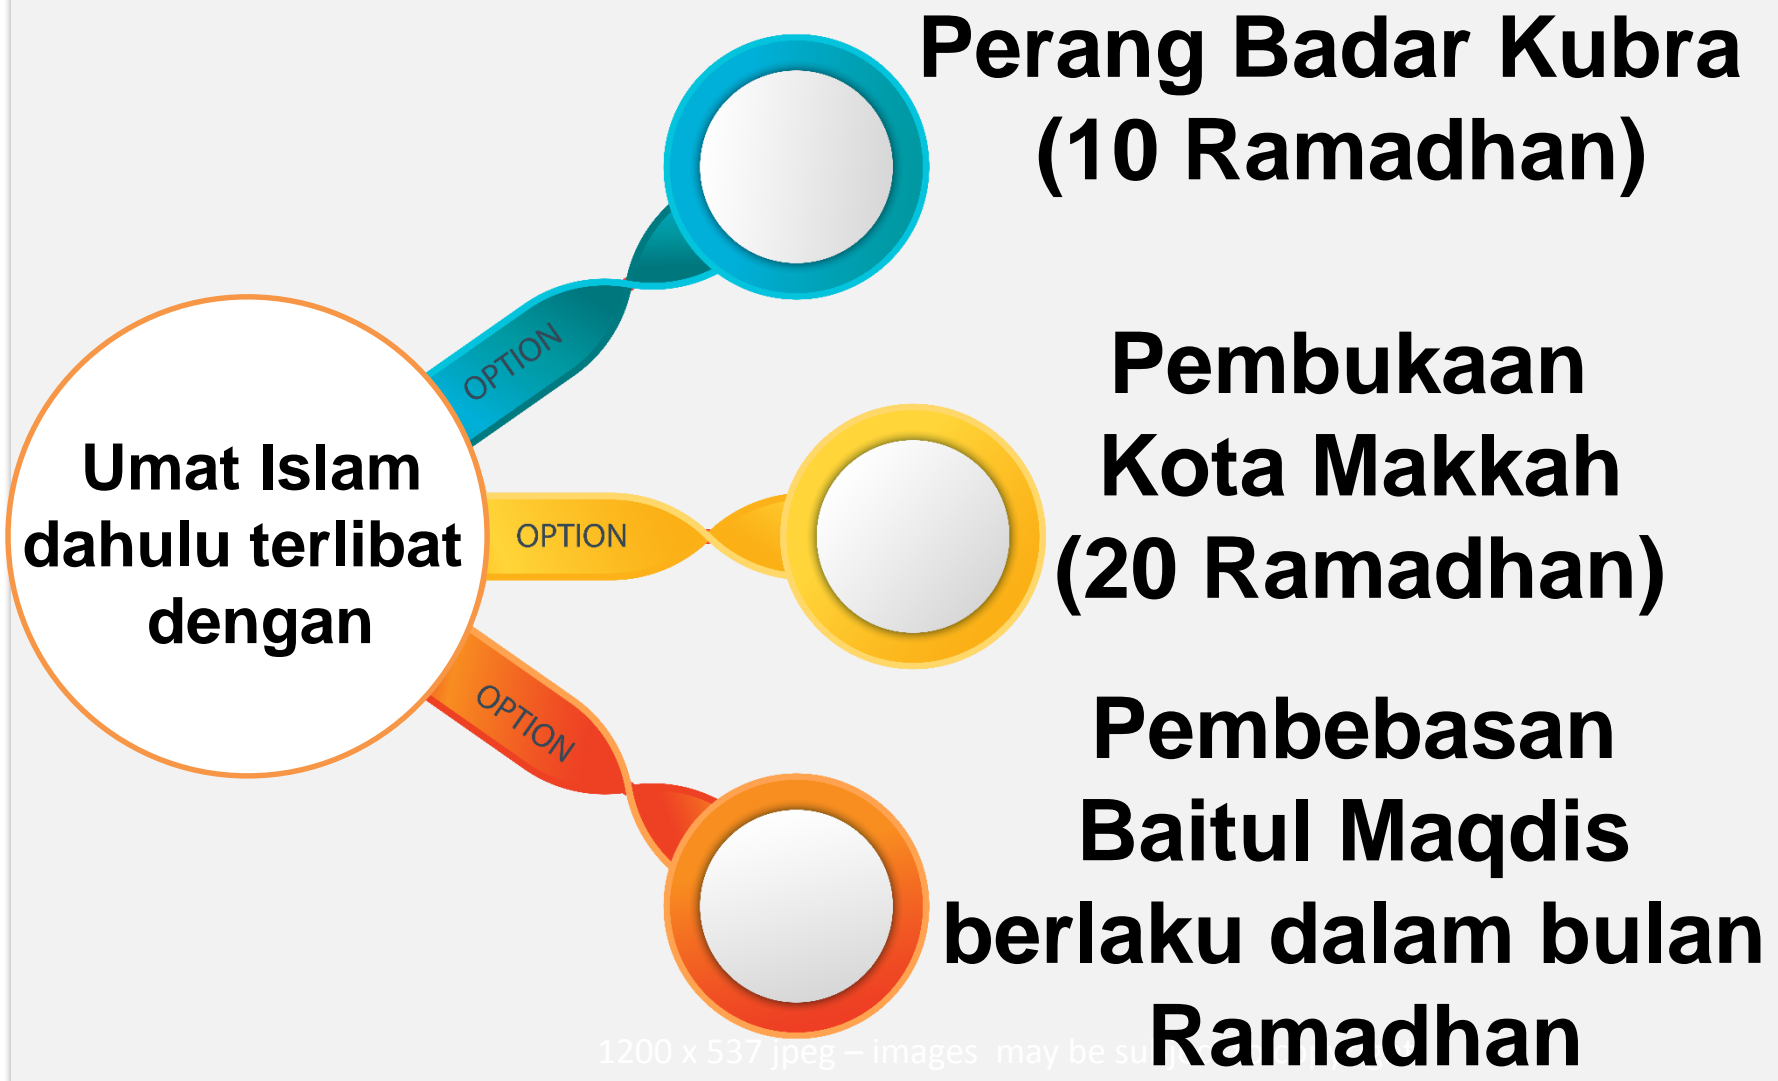 Perang Badar Kubra
(10 Ramadhan)
OPTION
Pembukaan
Kota Makkah
(20 Ramadhan)
Umat Islam
dahulu terlibat
dengan
OPTION
OPTION
Pembebasan
Baitul Maqdis
berlaku dalam bulan
Ramadhan
1200 x 537 jpeg – images may be